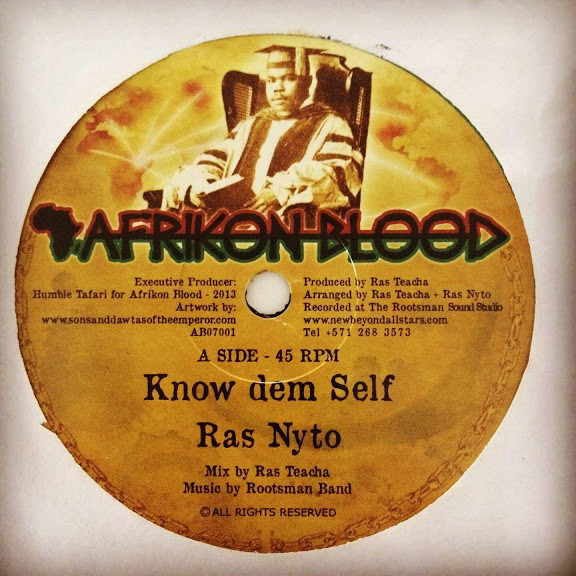 AFRIKON BLOOD
Executive Producer:
Humble Tafari for Afrikon Blood - 2013
Artwork by:
www.sonsanddawtasoftheemperor.com
AB07001
Produced by Ras Teacha
Arranged by Ras Teacha + Ras Nyto
Recorded at The Rootsman Sound Studio
www.newbeyondallstars.com
Tel +571 268 3573
A SIDE - 45 RPM
Know dem Self
Ras Nyto
Mix by Ras Teacha
Music by Rootsman Band
©ALL RIGHTS RESERVED